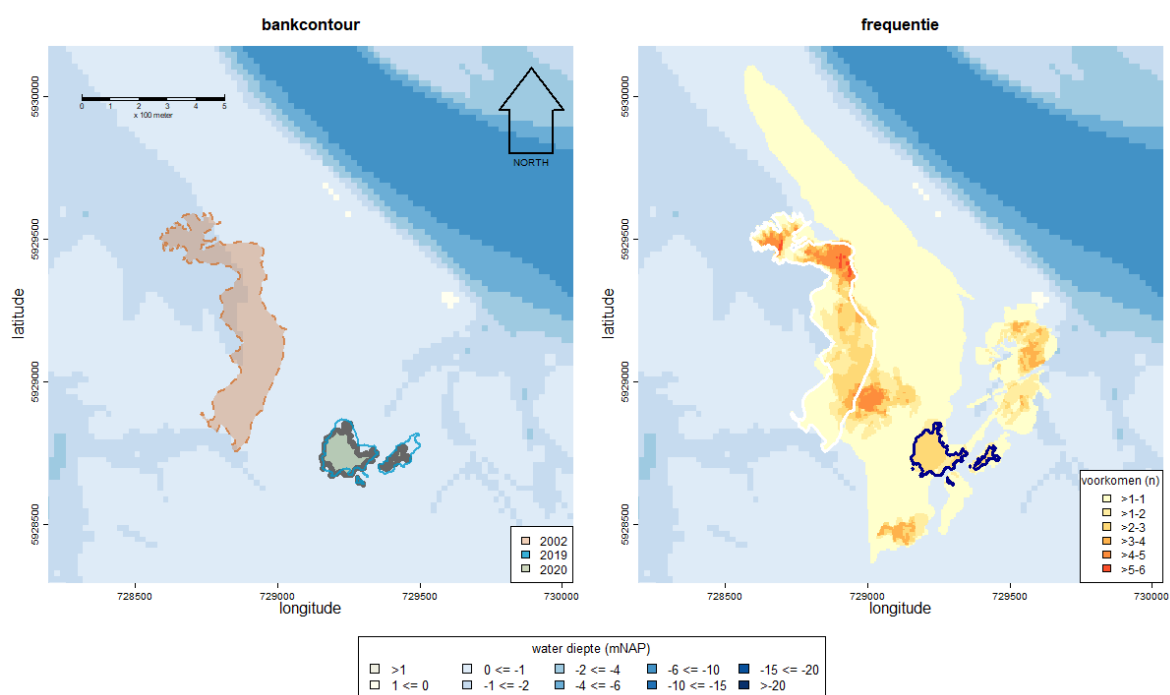 bankcontour
frequentie
0 1 2 3 4 5
x 100 meter
NORTH
latitude
5930000
5929500
5929000
5928500
2002
2019
2020
728500 729000 729500 730000
longitude
latitude
5930000
5929500
5929000
5928500
voorkomen (n)
>1-1
>1-2
>2-3
>3-4
>4-5
>5-6
728500 729000 729500 730000
longitude
water diepte (mNAP)
>1 0 <= -1 -2 <= -4 -6 <= -10 -15 <= -20
1 <= 0 -1 <= -2 -4 <= -6 -10 <= -15 >-20